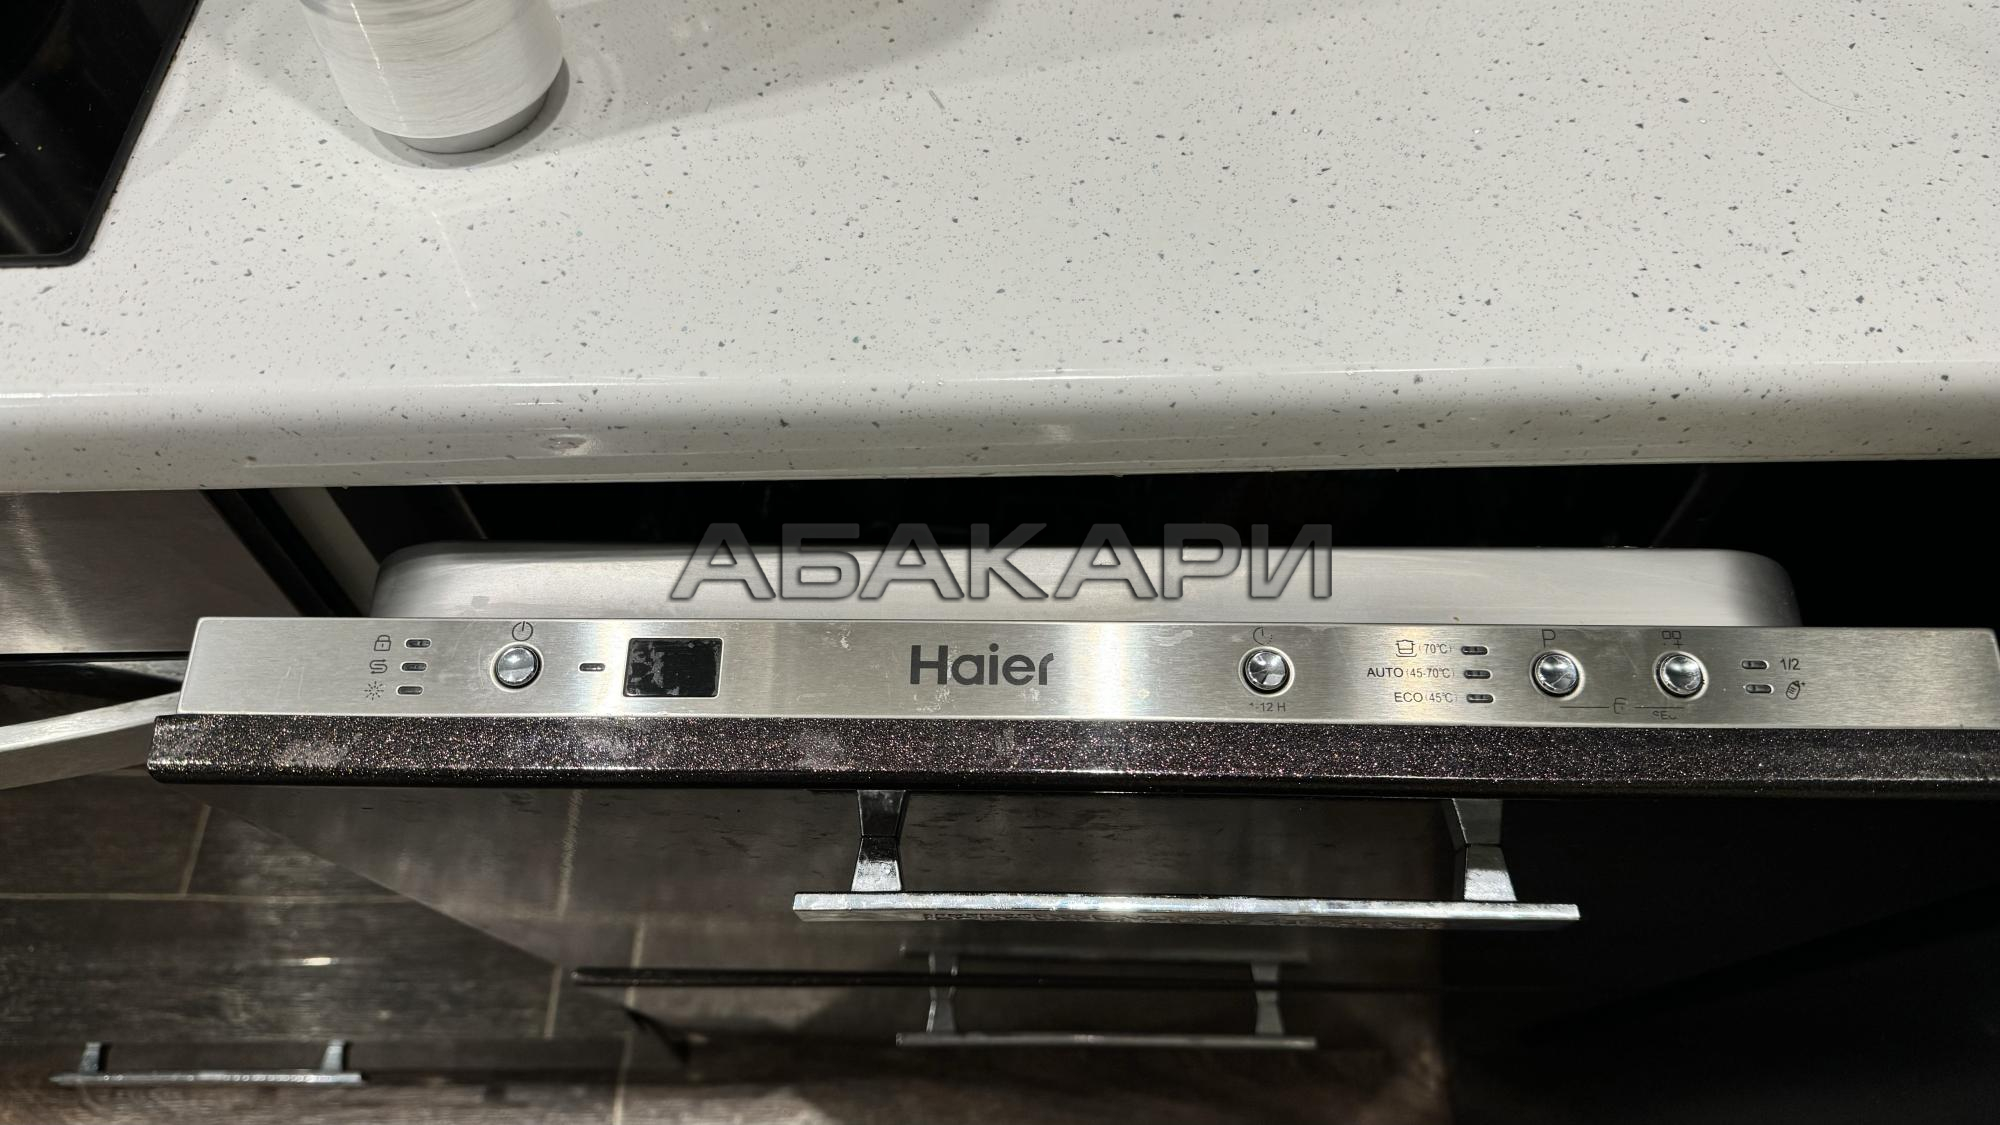 АБАКАРИ
Haier
1-12 H
(70°C)
AUTO (45-70°C)
ECO (45°C)
P
1/2